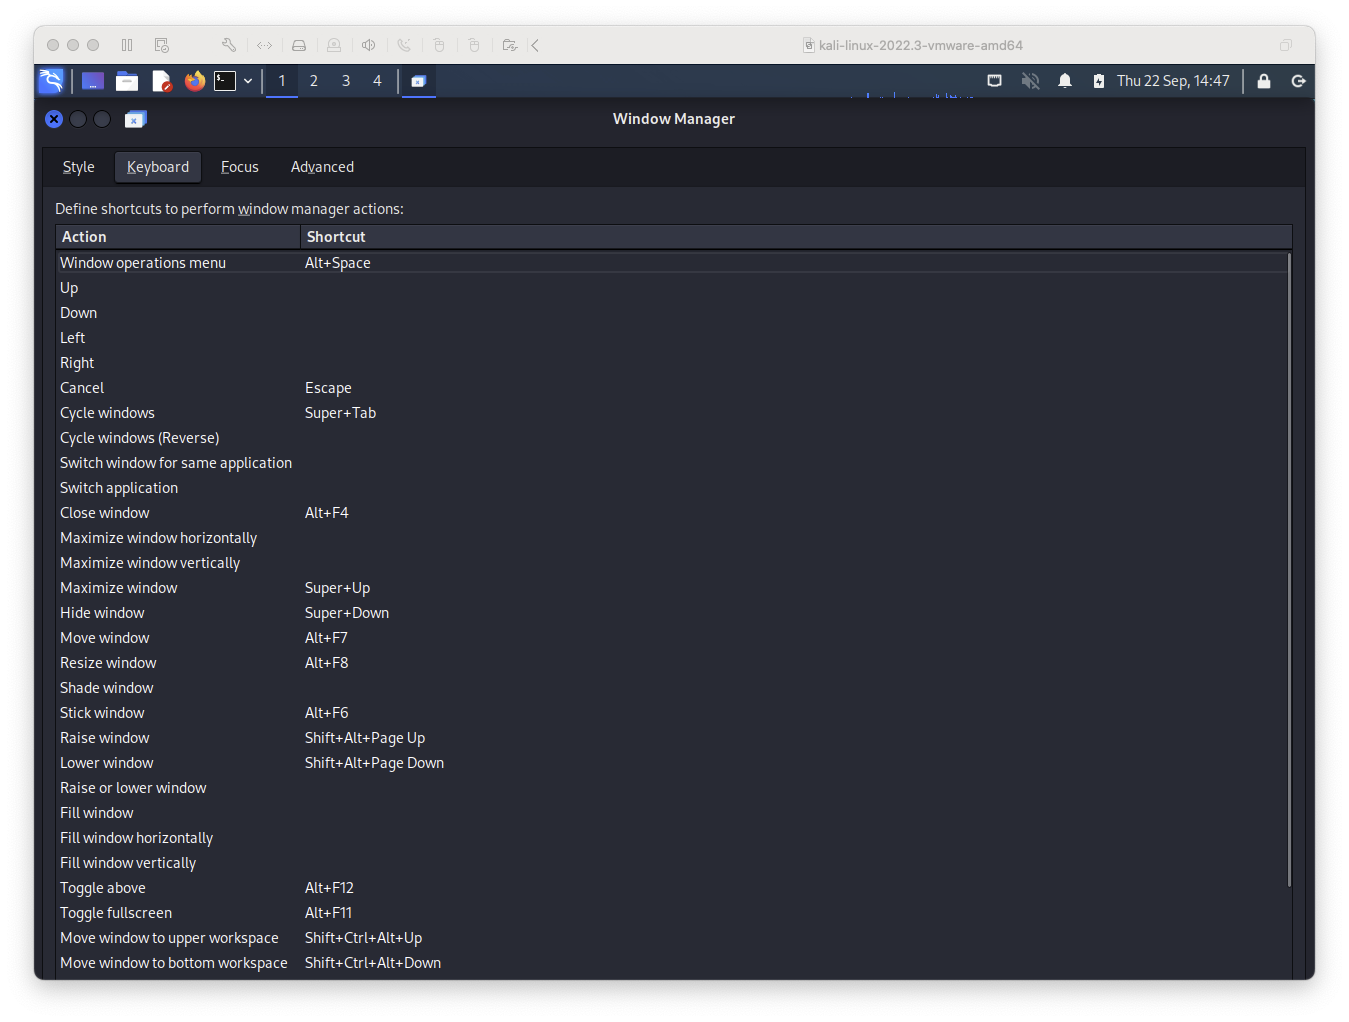 kali-linux-2022.3-vmware-amd64
1 2 3 4 Thu 22 Sep, 14:47
Window Manager
Style Keyboard Focus Advanced
Define shortcuts to perform window manager actions:
Action Shortcut
Window operations menu Alt+Space
Up
Down
Left
Right
Cancel Escape
Cycle windows Super+Tab
Cycle windows (Reverse)
Switch window for same application
Switch application
Close window Alt+F4
Maximize window horizontally
Maximize window vertically
Maximize window Super+Up
Hide window Super+Down
Move window Alt+F7
Resize window Alt+F8
Shade window
Stick window Alt+F6
Raise window Shift+Alt+Page Up
Lower window Shift+Alt+Page Down
Raise or lower window
Fill window
Fill window horizontally
Fill window vertically
Toggle above Alt+F12
Toggle fullscreen Alt+F11
Move window to upper workspace Shift+Ctrl+Alt+Up
Move window to bottom workspace Shift+Ctrl+Alt+Down